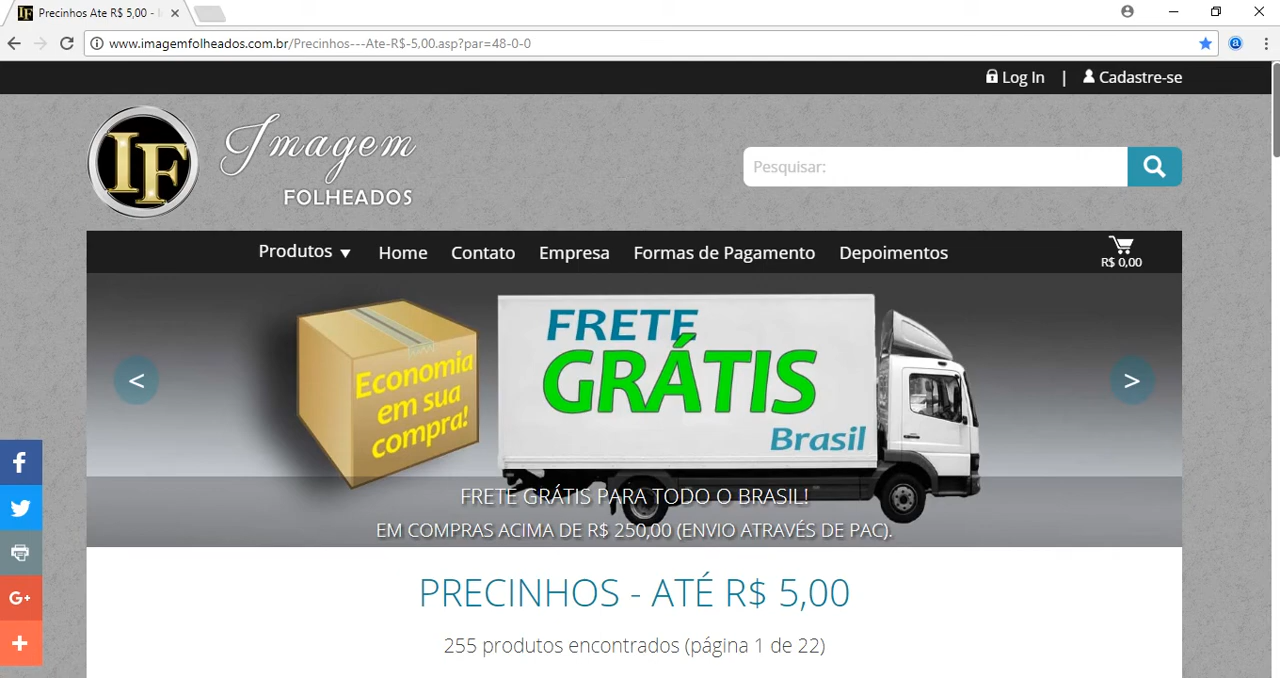 Precinhos Ate R$ 5,00 -
www.imagemfolheados.com.br/Precinhos---Ate-R$-5,00.asp?par=48-0-0
Log In | Cadastre-se
IF Imagem
FOLHEADOS
Pesquisar:
Produtos ▼ Home Contato Empresa Formas de Pagamento Depoimentos
R$ 0,00
Economia
em sua
compra!
FRETE
GRÁTIS
Brasil
< >
FRETE GRÁTIS PARA TODO O BRASIL!
EM COMPRAS ACIMA DE R$ 250,00 (ENVIO ATRAVÉS DE PAC).
PRECINHOS - ATÉ R$ 5,00
255 produtos encontrados (página 1 de 22)